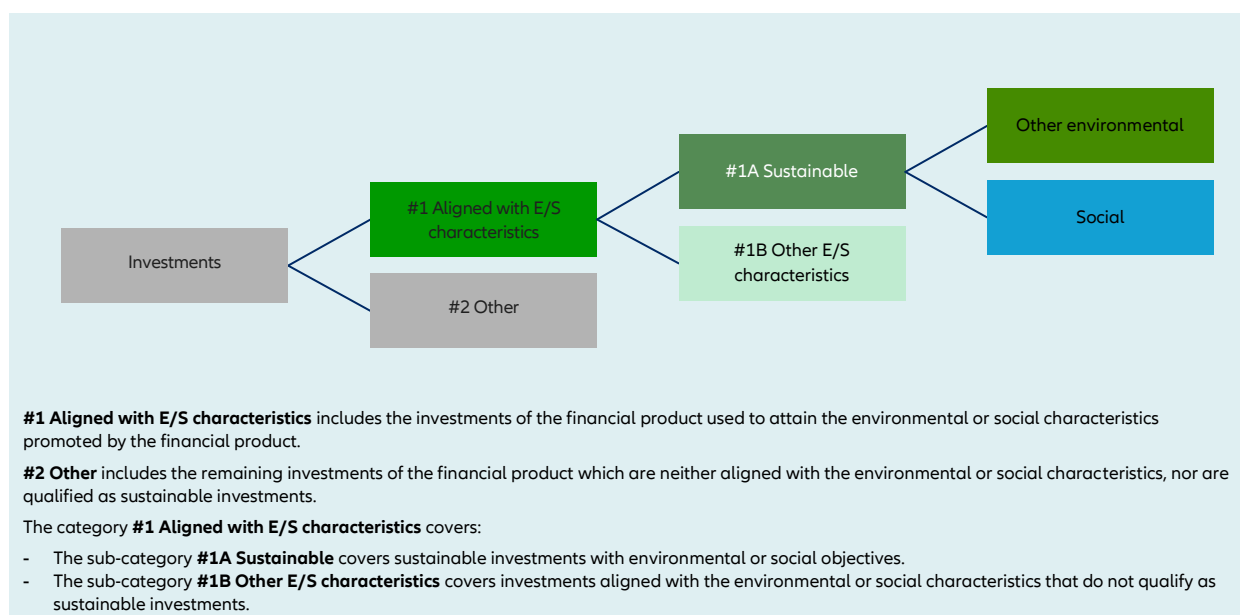 Investments
#1 Aligned with E/S
characteristics
#2 Other
#1A Sustainable
#1B Other E/S
characteristics
Other environmental
Social
#1 Aligned with E/S characteristics includes the investments of the financial product used to attain the environmental or social characteristics
promoted by the financial product.
#2 Other includes the remaining investments of the financial product which are neither aligned with the environmental or social characteristics, nor are
qualified as sustainable investments.
The category #1 Aligned with E/S characteristics covers:
- The sub-category #1A Sustainable covers sustainable investments with environmental or social objectives.
- The sub-category #1B Other E/S characteristics covers investments aligned with the environmental or social characteristics that do not qualify as
sustainable investments.